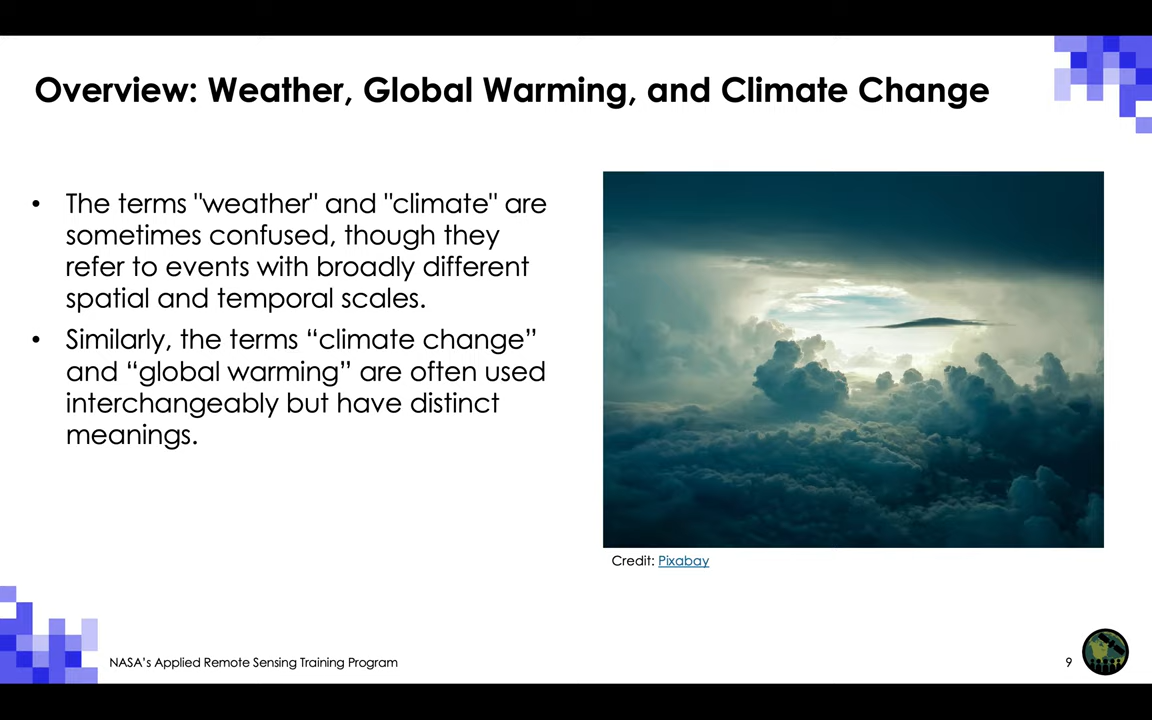 Overview: Weather, Global Warming, and Climate Change
• The terms "weather" and "climate" are
sometimes confused, though they
refer to events with broadly different
spatial and temporal scales.
• Similarly, the terms “climate change”
and “global warming” are often used
interchangeably but have distinct
meanings.
Credit: Pixabay
NASA’s Applied Remote Sensing Training Program
9